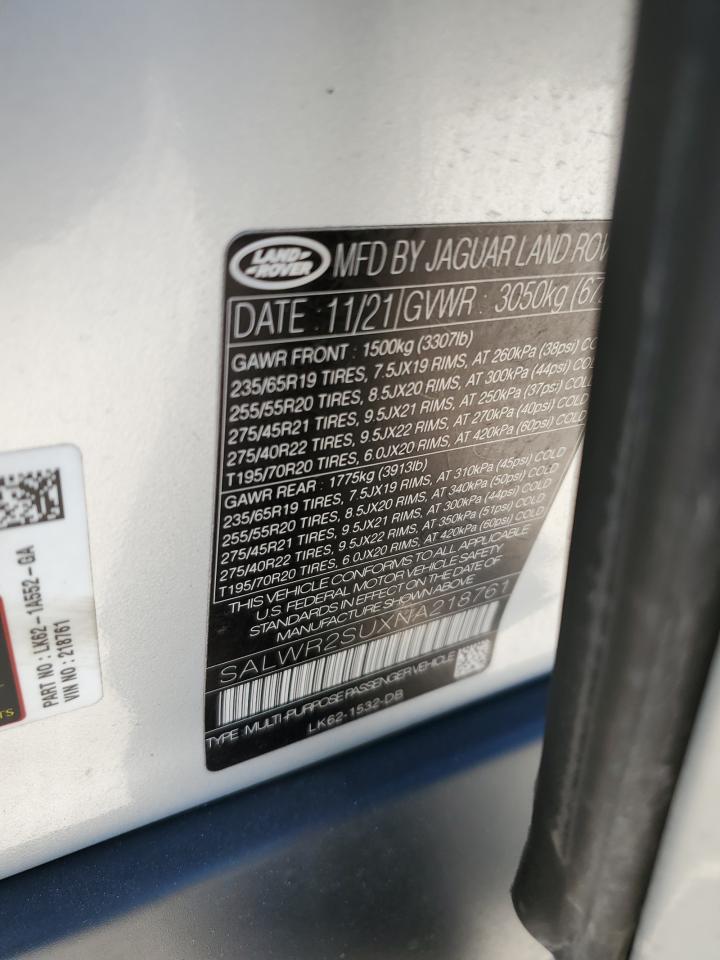 LAND
ROVER
MFD BY JAGUAR LAND ROV
DATE : 11/21 GVWR : 3050kg (67
GAWR FRONT : 1500kg (3307lb)
235/65R19 TIRES, 7.5JX19 RIMS, AT 260kPa (38psi) CO
255/55R20 TIRES, 8.5JX20 RIMS, AT 300kPa (44psi) CO
275/45R21 TIRES, 9.5JX21 RIMS, AT 250kPa (37psi) CO
275/40R22 TIRES, 9.5JX22 RIMS, AT 270kPa (40psi)
T195/70R20 TIRES, 6.0JX20 RIMS, AT 420kPa (60psi) COLD
GAWR REAR : 1775kg (3913lb)
235/65R19 TIRES, 7.5JX19 RIMS, AT 310kPa (45psi) COLD
255/55R20 TIRES, 8.5JX20 RIMS, AT 340kPa (50psi) COLD
275/45R21 TIRES, 9.5JX21 RIMS, AT 300kPa (44psi) COLD
275/40R22 TIRES, 9.5JX22 RIMS, AT 350kPa (51psi) COLD
T195/70R20 TIRES, 6.0JX20 RIMS, AT 420kPa (60psi) COLD
THIS VEHICLE CONFORMS TO ALL APPLICABLE
U.S. FEDERAL MOTOR VEHICLE SAFETY
STANDARDS IN EFFECT ON THE DATE OF
MANUFACTURE SHOWN ABOVE
SALWR2SUXNA218761
TYPE: MULTI-PURPOSE PASSENGER VEHICLE
LK62-1532-DB
PART NO : LK62-1A552-GA
VIN NO : 218761